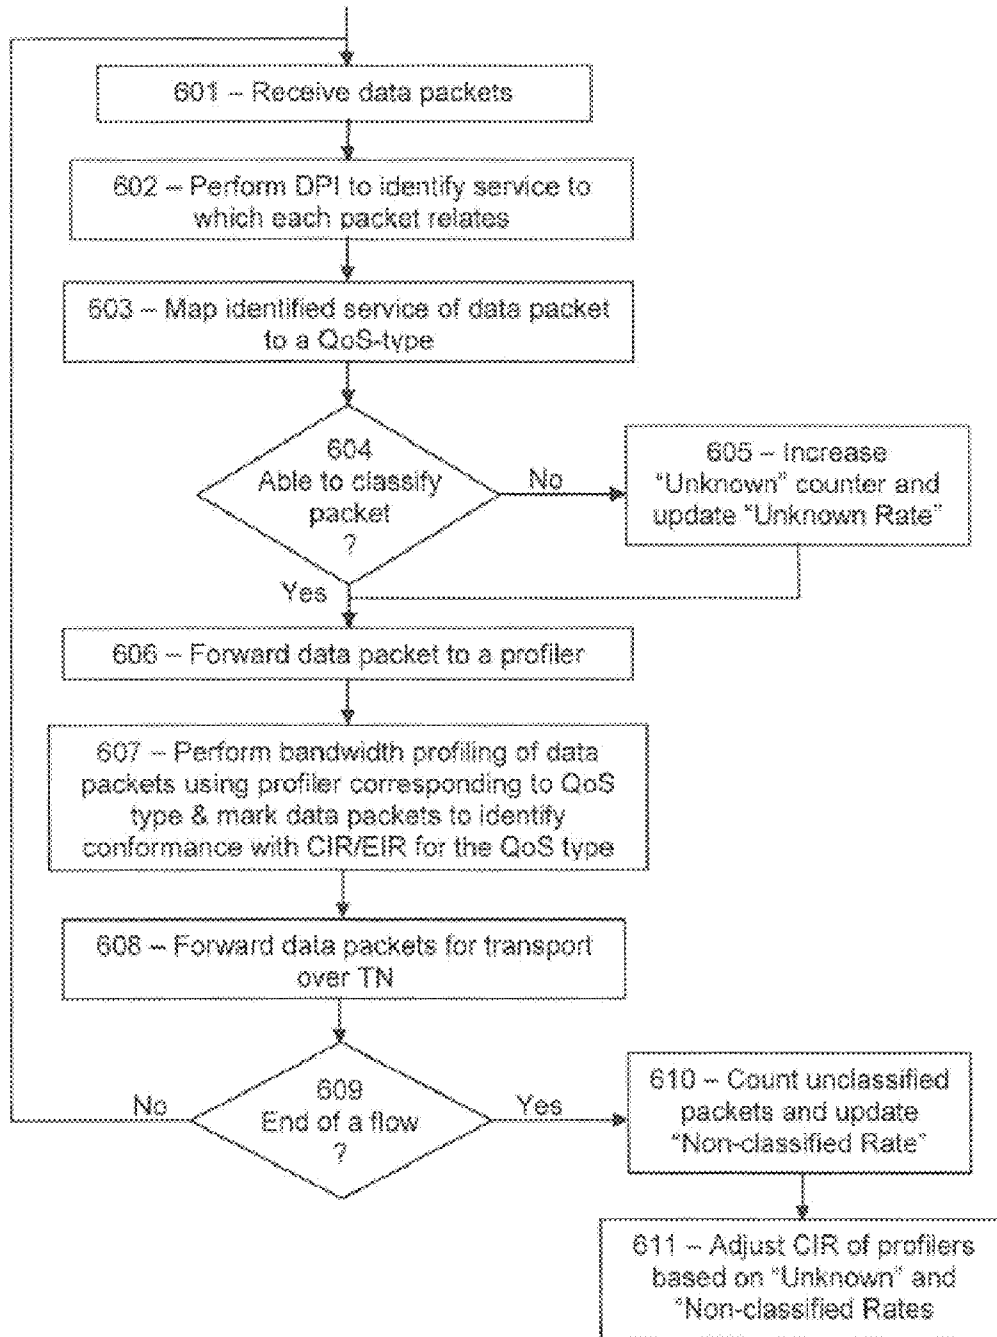 601 – Receive data packets
602 – Perform DPI to identify service to
which each packet relates
603 – Map identified service of data packet
to a QoS-type
604
Able to classify
packet
?
No
605 – Increase
"Unknown" counter and
update "Unknown Rate"
Yes
606 – Forward data packet to a profiler
607 – Perform bandwidth profiling of data
packets using profiler corresponding to QoS
type & mark data packets to identify
conformance with CIR/EIR for the QoS type
608 – Forward data packets for transport
over TN
609
End of a flow
?
No
Yes
610 – Count unclassified
packets and update
"Non-classified Rate"
611 – Adjust CIR of profilers
based on "Unknown" and
"Non-classified Rates